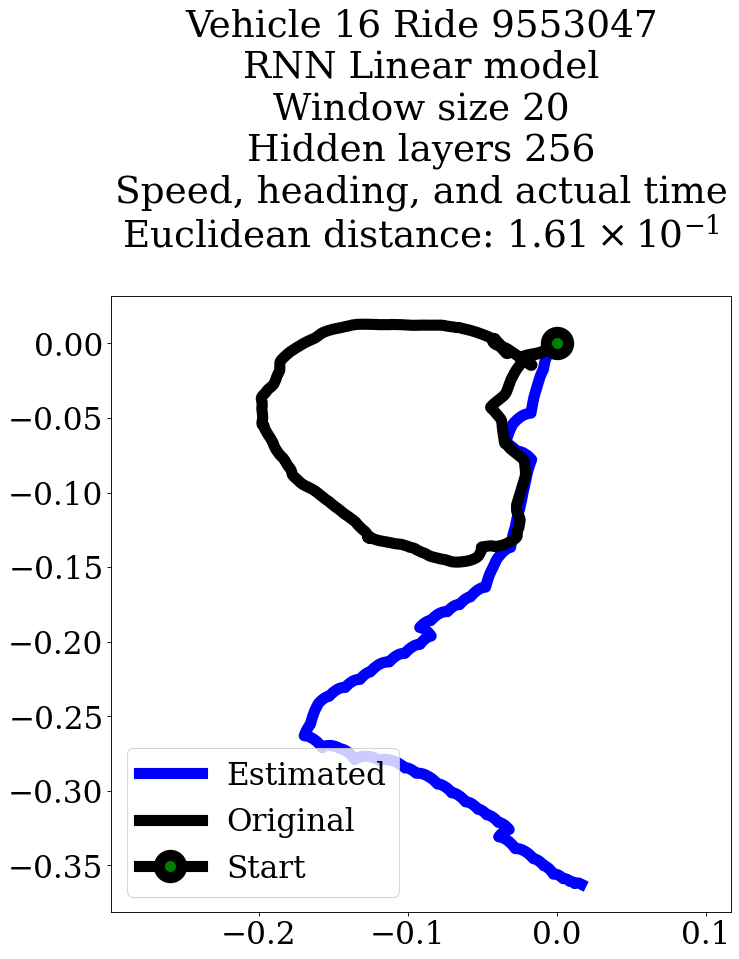 Vehicle 16 Ride 9553047
RNN Linear model
Window size 20
Hidden layers 256
Speed, heading, and actual time
Euclidean distance: 1.61 × 10⁻¹
0.00
−0.05
−0.10
−0.15
−0.20
−0.25
−0.30
−0.35
Estimated
Original
Start
−0.2
−0.1
0.0
0.1